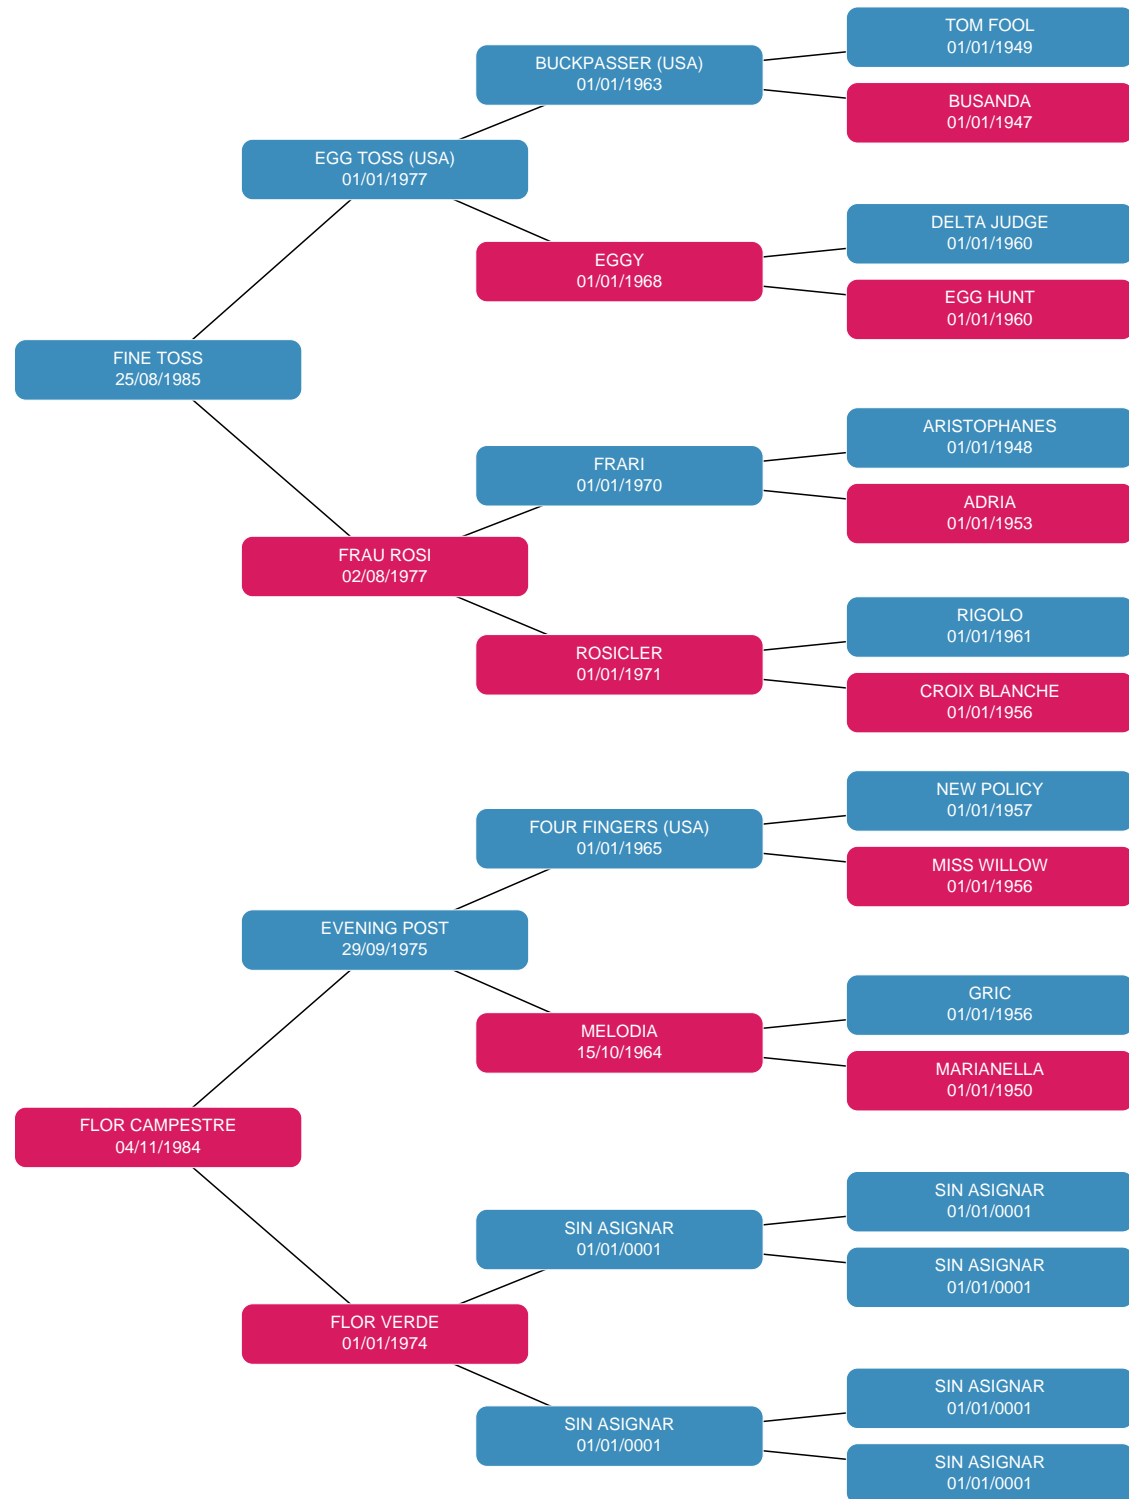 TOM FOOL
01/01/1949
BUCKPASSER (USA)
01/01/1963
BUSANDA
01/01/1947
EGG TOSS (USA)
01/01/1977
DELTA JUDGE
01/01/1960
EGGY
01/01/1968
EGG HUNT
01/01/1960
FINE TOSS
25/08/1985
ARISTOPHANES
01/01/1948
FRARI
01/01/1970
ADRIA
01/01/1953
FRAU ROSI
02/08/1977
RIGOLO
01/01/1961
ROSICLER
01/01/1971
CROIX BLANCHE
01/01/1956
NEW POLICY
01/01/1957
FOUR FINGERS (USA)
01/01/1965
MISS WILLOW
01/01/1956
EVENING POST
29/09/1975
GRIC
01/01/1956
MELODIA
15/10/1964
MARIANELLA
01/01/1950
FLOR CAMPESTRE
04/11/1984
SIN ASIGNAR
01/01/0001
SIN ASIGNAR
01/01/0001
SIN ASIGNAR
01/01/0001
FLOR VERDE
01/01/1974
SIN ASIGNAR
01/01/0001
SIN ASIGNAR
01/01/0001
SIN ASIGNAR
01/01/0001